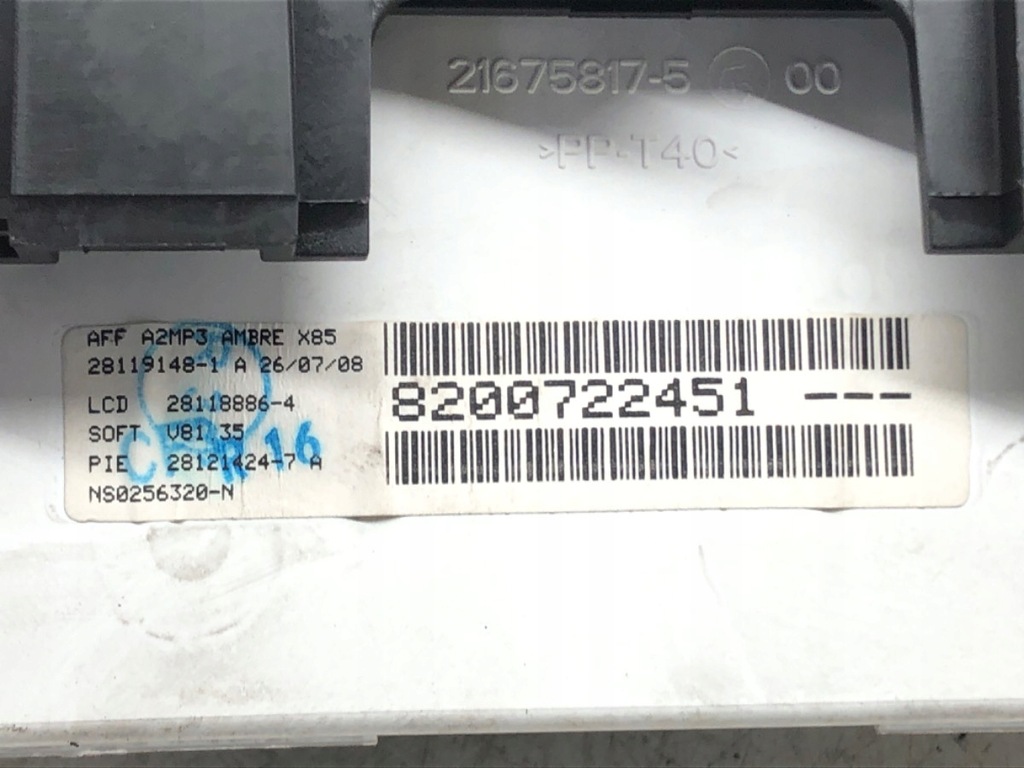 21675817-5 00
>PP-T40<
AFF A2MP3 AMBRE X85
28119148-1 A 26/07/08
LCD 28118886-4
SOFT V81.35
PIE 28121424-7 A
NS0256320-N
8200722451 ---
C R 16